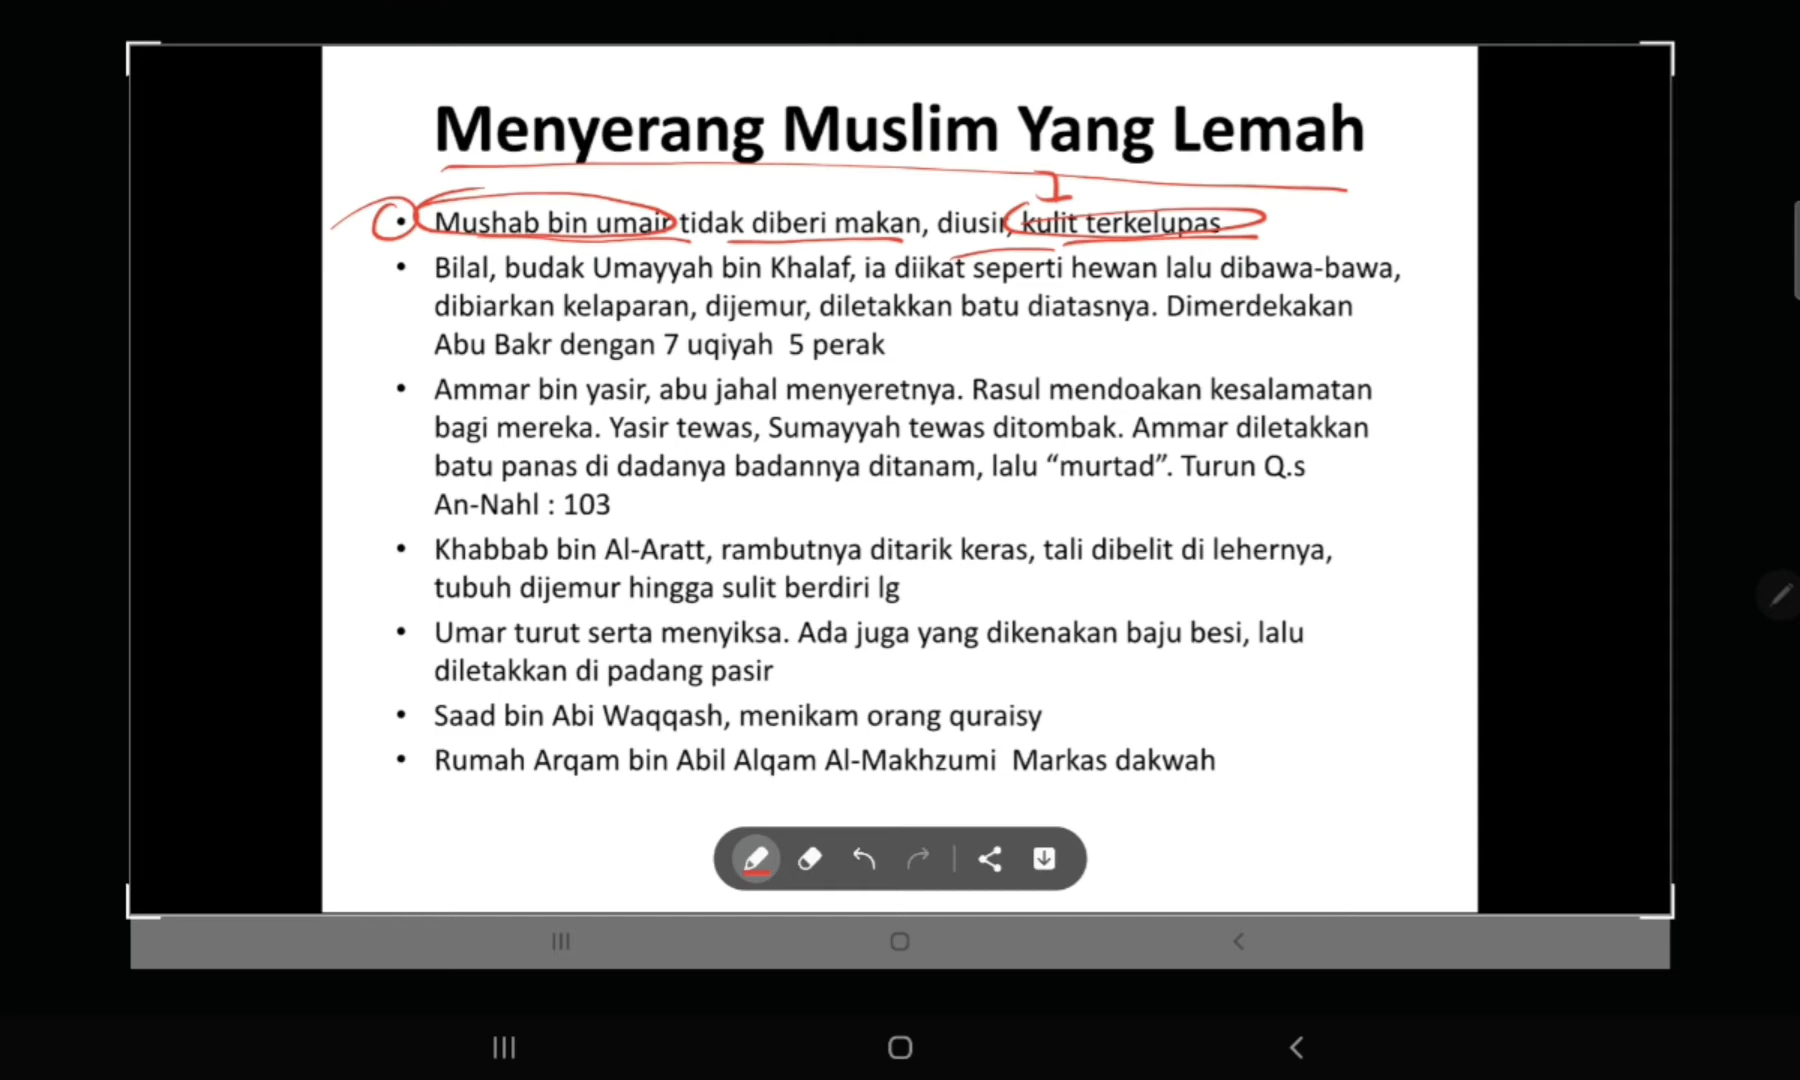 Menyerang Muslim Yang Lemah
• Mushab bin umair tidak diberi makan, diusir, kulit terkelupas
• Bilal, budak Umayyah bin Khalaf, ia diikat seperti hewan lalu dibawa-bawa,
dibiarkan kelaparan, dijemur, diletakkan batu diatasnya. Dimerdekakan
Abu Bakr dengan 7 uqiyah 5 perak
• Ammar bin yasir, abu jahal menyeretnya. Rasul mendoakan kesalamatan
bagi mereka. Yasir tewas, Sumayyah tewas ditombak. Ammar diletakkan
batu panas di dadanya badannya ditanam, lalu “murtad”. Turun Q.s
An-Nahl : 103
• Khabbab bin Al-Aratt, rambutnya ditarik keras, tali dibelit di lehernya,
tubuh dijemur hingga sulit berdiri lg
• Umar turut serta menyiksa. Ada juga yang dikenakan baju besi, lalu
diletakkan di padang pasir
• Saad bin Abi Waqqash, menikam orang quraisy
• Rumah Arqam bin Abil Alqam Al-Makhzumi Markas dakwah